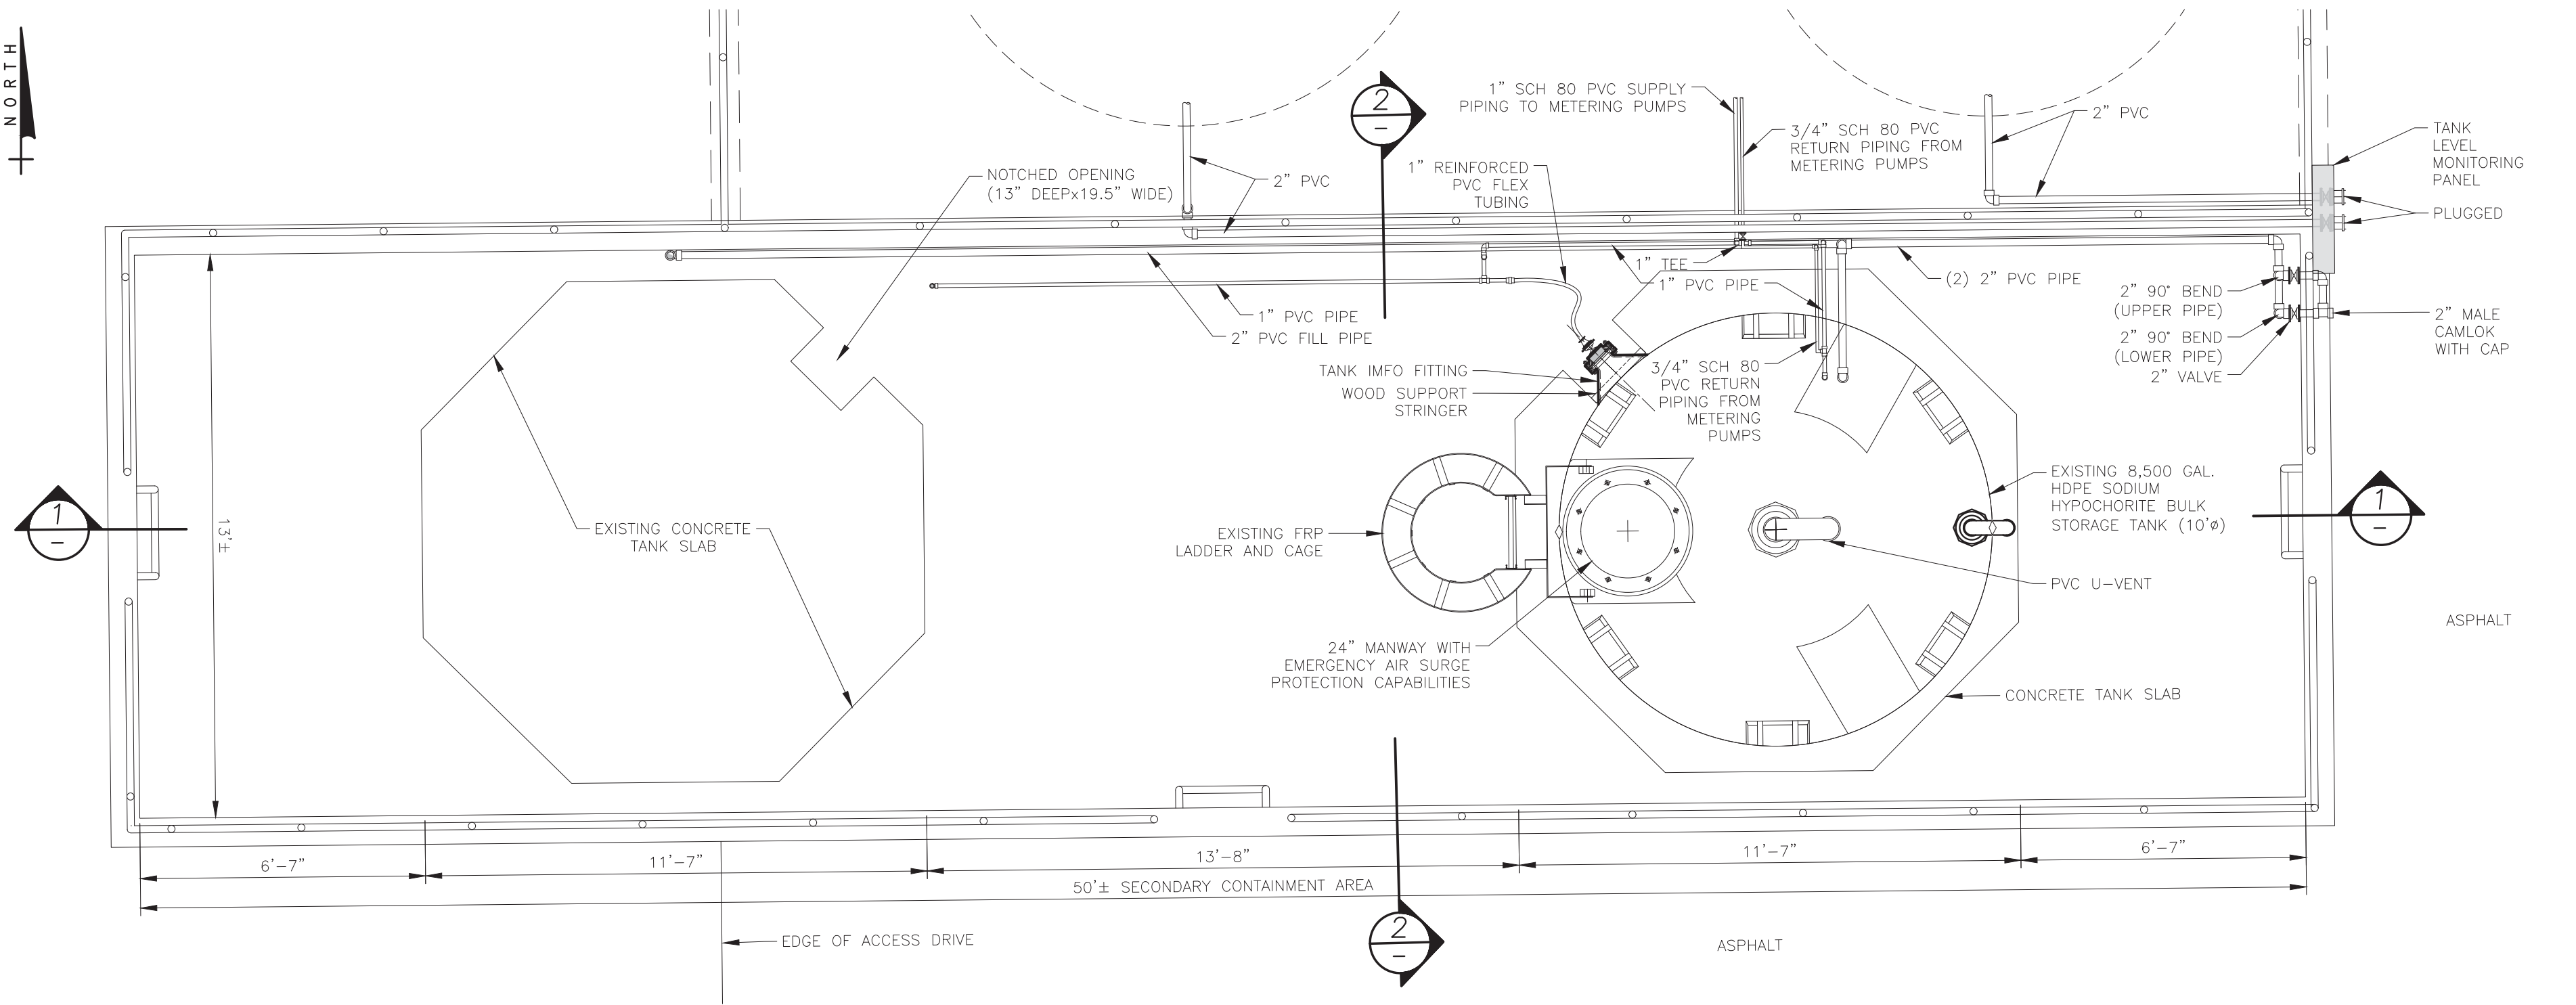 NORTH
2
–
1” SCH 80 PVC SUPPLY
PIPING TO METERING PUMPS
3/4” SCH 80 PVC
RETURN PIPING FROM
METERING PUMPS
2” PVC
TANK
LEVEL
MONITORING
PANEL
NOTCHED OPENING
(13” DEEPx19.5” WIDE)
2” PVC
1” REINFORCED
PVC FLEX
TUBING
PLUGGED
1” TEE
1” PVC PIPE
(2) 2” PVC PIPE
1” PVC PIPE
2” PVC FILL PIPE
2” 90° BEND
(UPPER PIPE)
2” 90° BEND
(LOWER PIPE)
2” VALVE
2” MALE
CAMLOK
WITH CAP
TANK IMFO FITTING
WOOD SUPPORT
STRINGER
3/4” SCH 80
PVC RETURN
PIPING FROM
METERING
PUMPS
1
–
13’±
EXISTING CONCRETE
TANK SLAB
EXISTING FRP
LADDER AND CAGE
EXISTING 8,500 GAL.
HDPE SODIUM
HYPOCHORITE BULK
STORAGE TANK (10’ø)
1
–
PVC U–VENT
ASPHALT
24” MANWAY WITH
EMERGENCY AIR SURGE
PROTECTION CAPABILITIES
CONCRETE TANK SLAB
6’–7”
11’–7”
13’–8”
11’–7”
6’–7”
50’± SECONDARY CONTAINMENT AREA
EDGE OF ACCESS DRIVE
2
–
ASPHALT